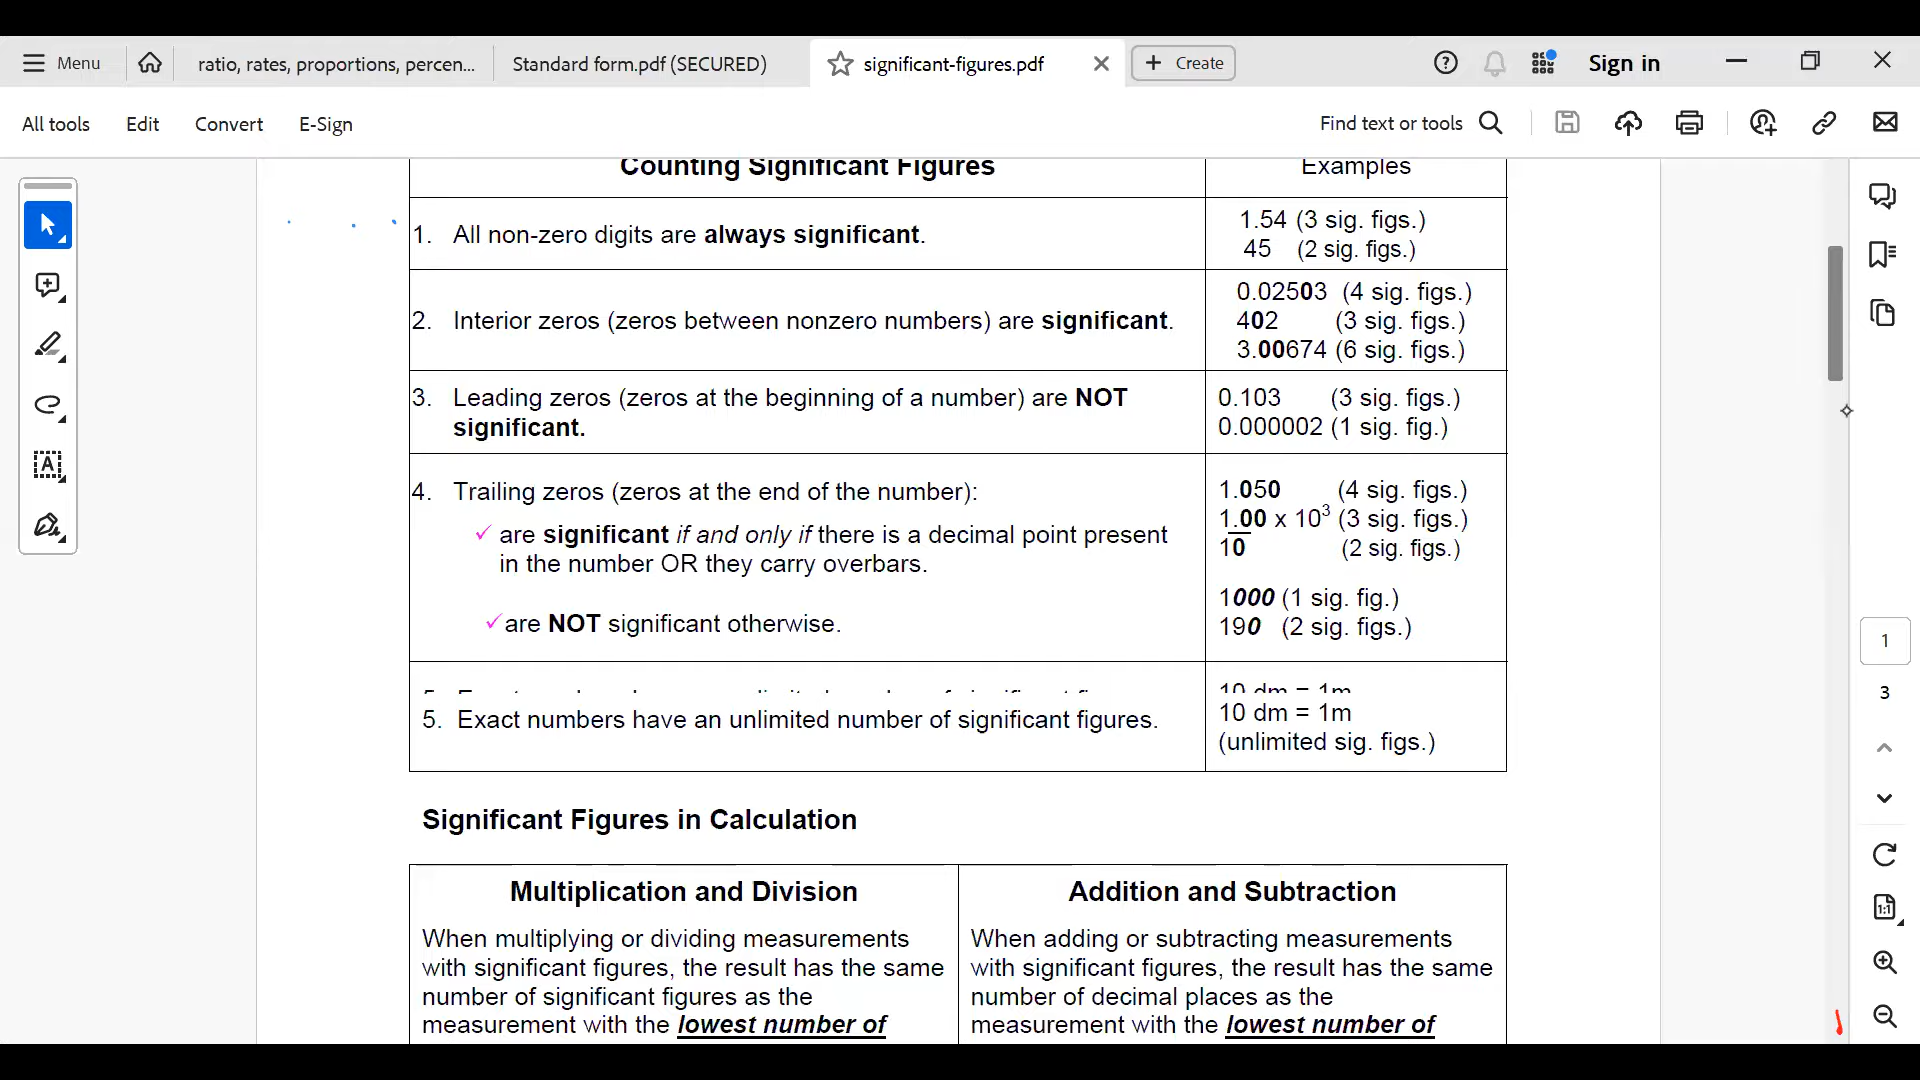 Menu
ratio, rates, proportions, percen...
Standard form.pdf (SECURED)
significant-figures.pdf
Create
Sign in
All tools
Edit
Convert
E-Sign
Find text or tools
Counting Significant Figures
Examples
1. All non-zero digits are always significant.
1.54 (3 sig. figs.)
45 (2 sig. figs.)
2. Interior zeros (zeros between nonzero numbers) are significant.
0.02503 (4 sig. figs.)
402 (3 sig. figs.)
3.00674 (6 sig. figs.)
3. Leading zeros (zeros at the beginning of a number) are NOT
significant.
0.103 (3 sig. figs.)
0.000002 (1 sig. fig.)
4. Trailing zeros (zeros at the end of the number):
✓ are significant if and only if there is a decimal point present
in the number OR they carry overbars.
✓ are NOT significant otherwise.
1.050 (4 sig. figs.)
1.00 x 10³ (3 sig. figs.)
10̅ (2 sig. figs.)
1000 (1 sig. fig.)
190 (2 sig. figs.)
10 dm = 1m
5. Exact numbers have an unlimited number of significant figures.
10 dm = 1m
(unlimited sig. figs.)
Significant Figures in Calculation
Multiplication and Division
When multiplying or dividing measurements
with significant figures, the result has the same
number of significant figures as the
measurement with the lowest number of
Addition and Subtraction
When adding or subtracting measurements
with significant figures, the result has the same
number of decimal places as the
measurement with the lowest number of
1
3